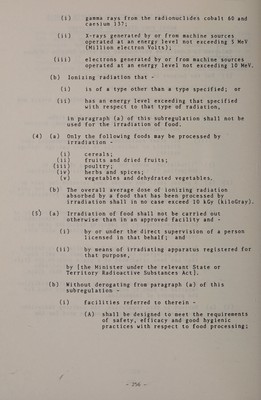 (i) gamma rays from the radionuclides cobalt 60 and
caesium 137;
(ii) X-rays generated by or from machine sources
operated at an energy level not exceeding 5 MeV
(Million electron Volts);
(iii) electrons generated by or from machine sources
operated at an energy level not exceeding 10 MeV.
(b) Ionizing radiation that -
(i) is of a type other than a type specified; or
(ii) has an energy level exceeding that specified
with respect to that type of radiation,
in paragraph (a) of this subregulation shall not be
used for the irradiation of food.
(4) (a) Only the following foods may be processed by
irradiation -
(i) cereals;
(ii) fruits and dried fruits;
(iii) poultry;
(iv) herbs and spices;
(v) vegetables and dehydrated vegetables.
(b) The overall average dose of ionizing radiation
absorbed by a food that has been processed by
irradiation shall in no case exceed 10 kGy (kiloGray).
(5) (a) Irradiation of food shall not be carried out
otherwise than in an approved facility and -
(i) by or under the direct supervision of a person
licensed in that behalf; and
(ii) by means of irradiating apparatus registered for
that purpose,
by [the Minister under the relevant State or
Territory Radioactive Substances Act].
(b) Without derogating from paragraph (a) of this
subregulation -
(i) facilities referred to therein -
(A) shall be designed to meet the requirements
of safety, efficacy and good hygienic
practices with respect to food processing;
- 256 -